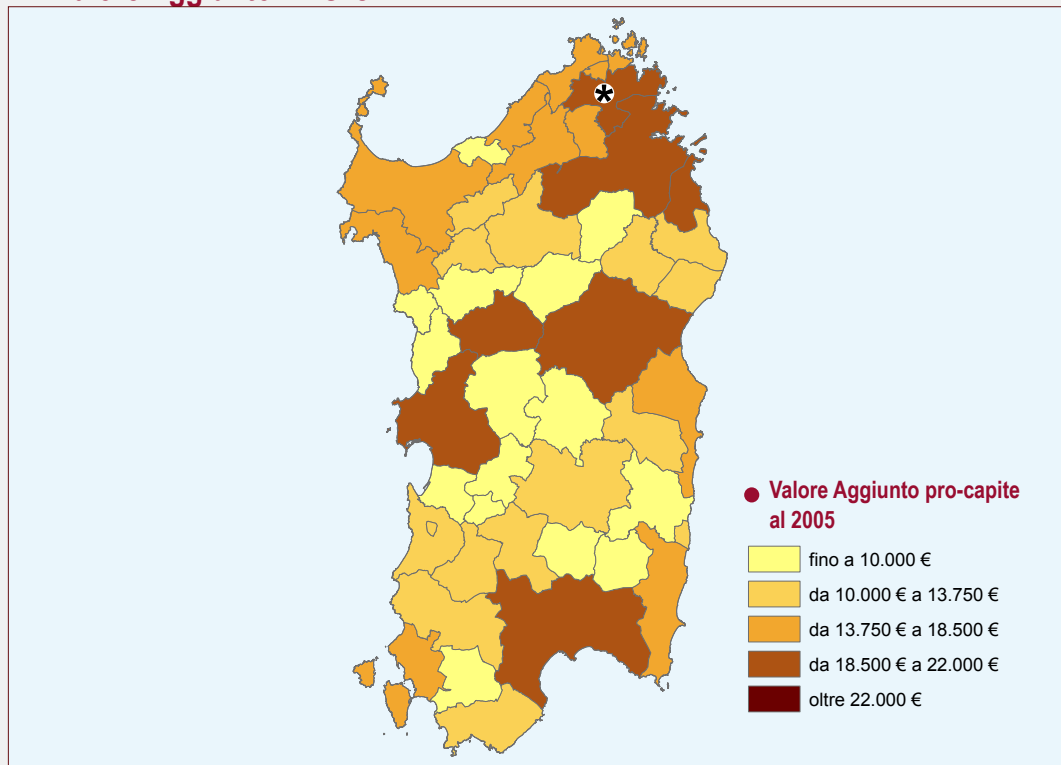 Valore Aggiunto pro-capite
al 2005
fino a 10.000 €
da 10.000 € a 13.750 €
da 13.750 € a 18.500 €
da 18.500 € a 22.000 €
oltre 22.000 €